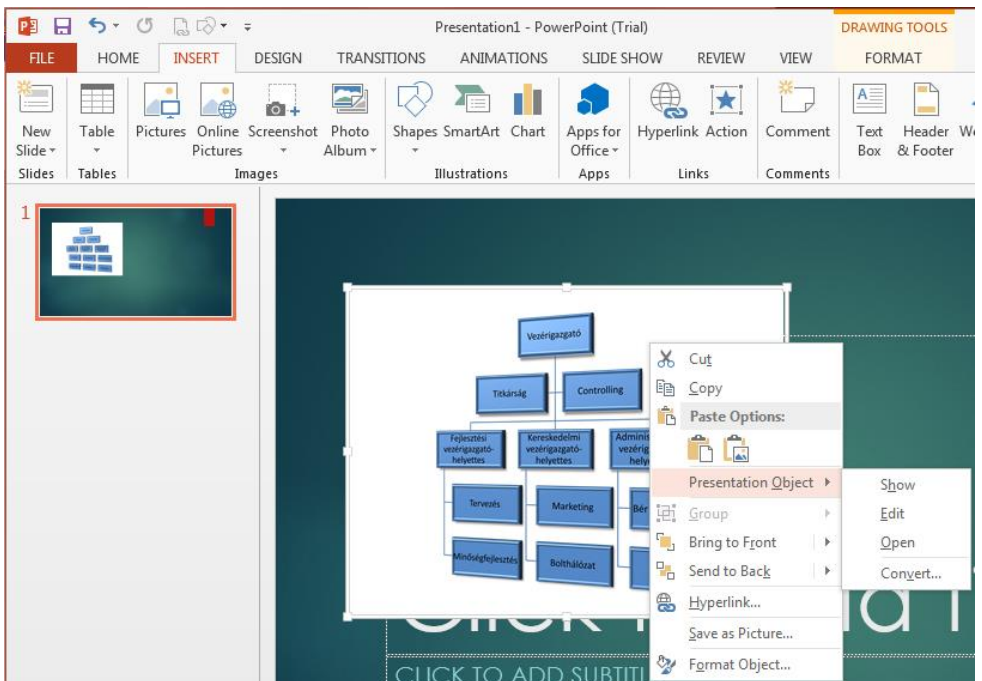 Presentation1 - PowerPoint (Trial)
DRAWING TOOLS
FILE HOME INSERT DESIGN TRANSITIONS ANIMATIONS SLIDE SHOW REVIEW VIEW FORMAT
New Slide
Table
Pictures
Online Pictures
Screenshot
Photo Album
Shapes
SmartArt
Chart
Apps for Office
Hyperlink
Action
Comment
Text Box
Header & Footer
Slides Tables Images Illustrations Apps Links Comments
1
Vezérigazgató
Titkárság
Controlling
Fejlesztési
vezérigazgató-
helyettes
Kereskedelmi
vezérigazgató-
helyettes
Tervezés
Marketing
Bér
Minőségfejlesztés
Bolthálózat
Cut
Copy
Paste Options:
Presentation Object
Group
Bring to Front
Send to Back
Hyperlink...
Save as Picture...
Format Object...
Show
Edit
Open
Convert...
CLICK TO ADD